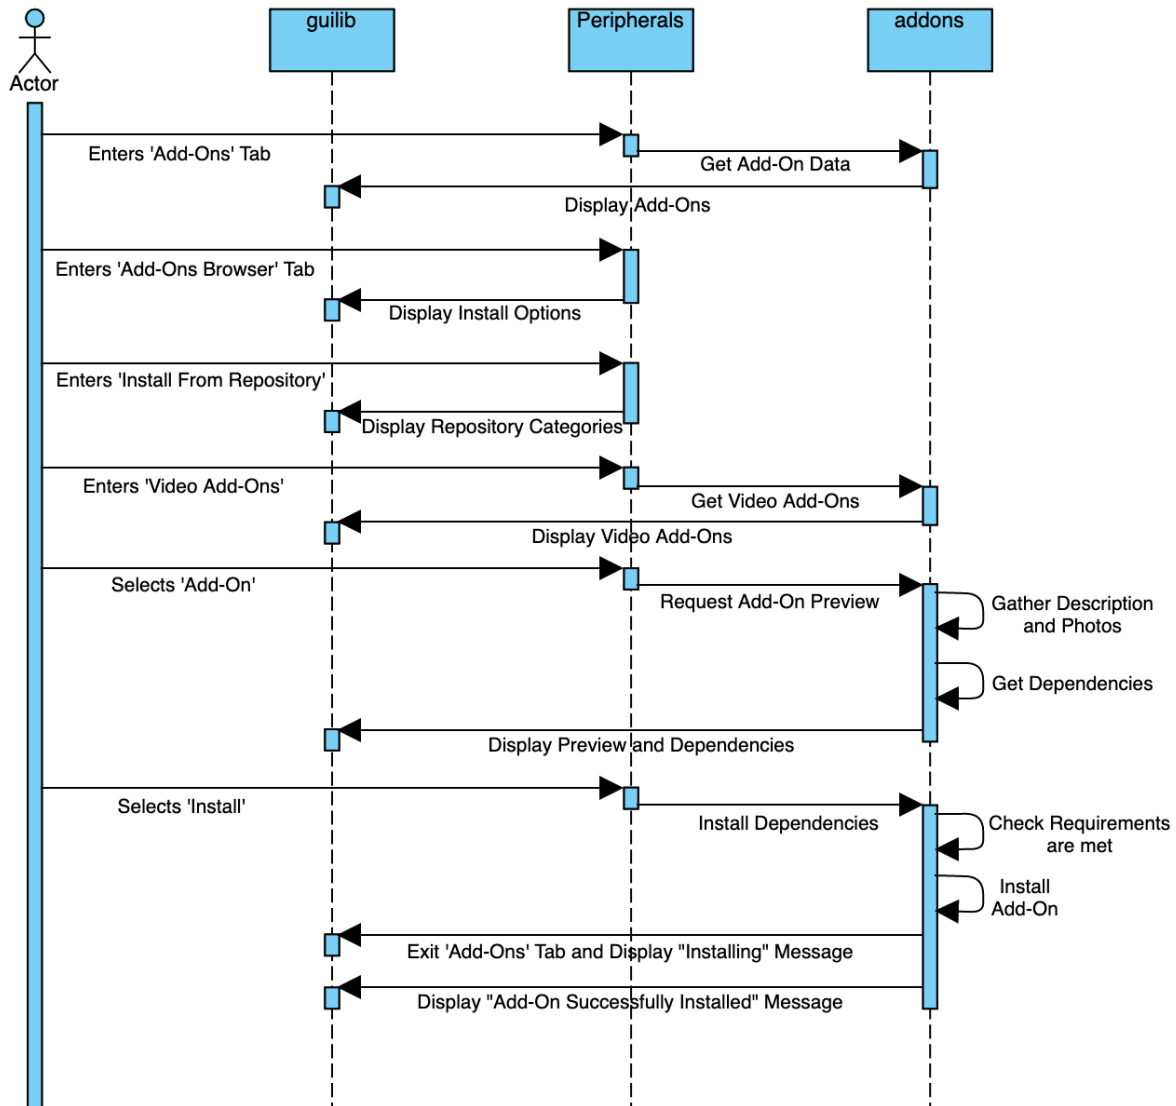 guilib
Peripherals
addons
Actor
Enters 'Add-Ons' Tab
Get Add-On Data
Display Add-Ons
Enters 'Add-Ons Browser' Tab
Display Install Options
Enters 'Install From Repository'
Display Repository Categories
Enters 'Video Add-Ons'
Get Video Add-Ons
Display Video Add-Ons
Selects 'Add-On'
Request Add-On Preview
Gather Description
and Photos
Get Dependencies
Display Preview and Dependencies
Selects 'Install'
Install Dependencies
Check Requirements
are met
Install
Add-On
Exit 'Add-Ons' Tab and Display "Installing" Message
Display "Add-On Successfully Installed" Message